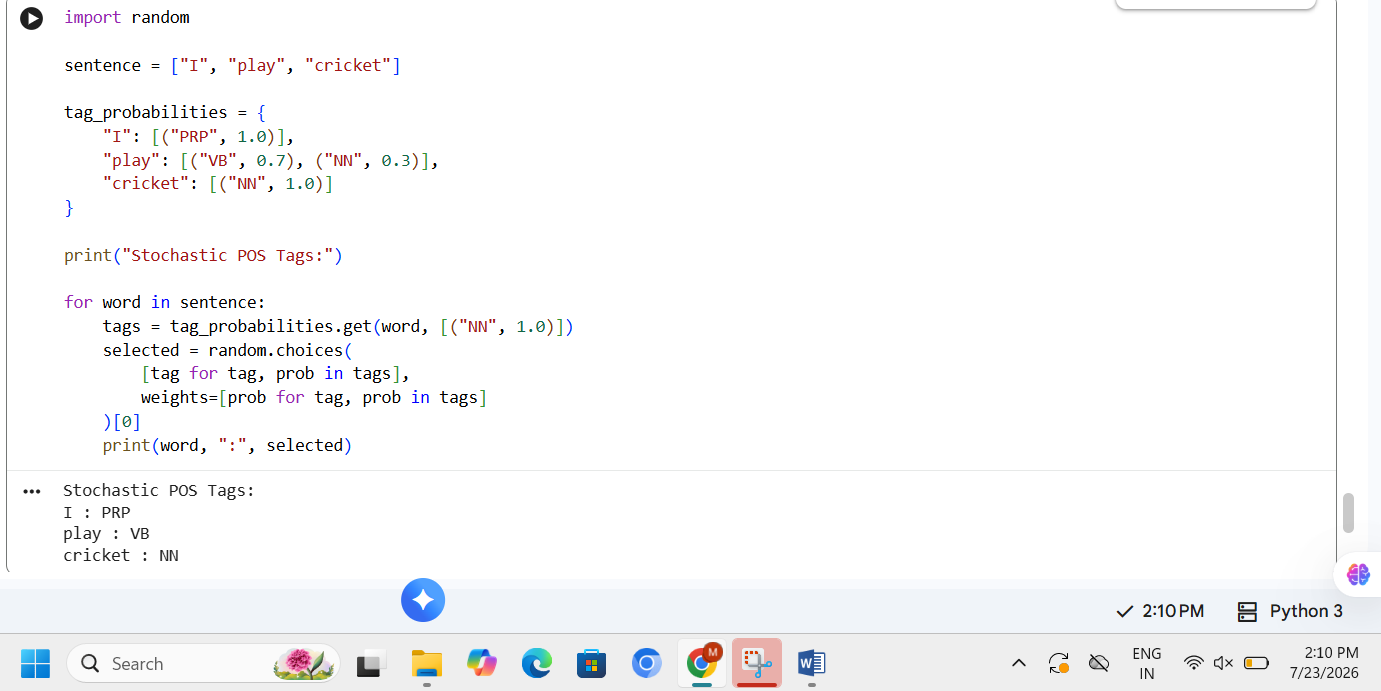 import random
sentence = ["I", "play", "cricket"]
tag_probabilities = {
    "I": [("PRP", 1.0)],
    "play": [("VB", 0.7), ("NN", 0.3)],
    "cricket": [("NN", 1.0)]
}
print("Stochastic POS Tags:")
for word in sentence:
    tags = tag_probabilities.get(word, [("NN", 1.0)])
    selected = random.choices(
        [tag for tag, prob in tags],
        weights=[prob for tag, prob in tags]
    )[0]
    print(word, ":", selected)
Stochastic POS Tags:
I : PRP
play : VB
cricket : NN
2:10 PM Python 3
Search
M
ENG
IN
2:10 PM
7/23/2026